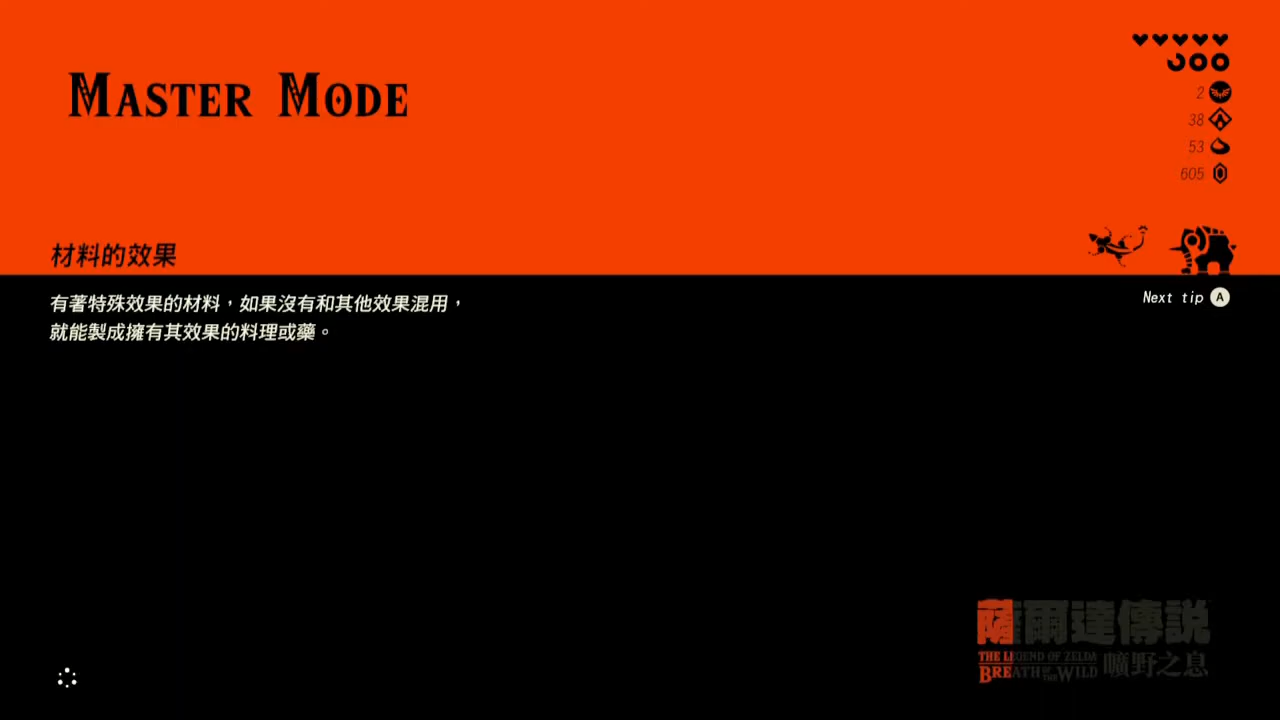 MASTER MODE
2
38
53
605
材料的效果
有著特殊效果的材料，如果沒有和其他效果混用，
就能製成擁有其效果的料理或藥。
Next tip A
薩爾達傳說
THE LEGEND OF ZELDA
BREATH OF THE WILD
曠野之息